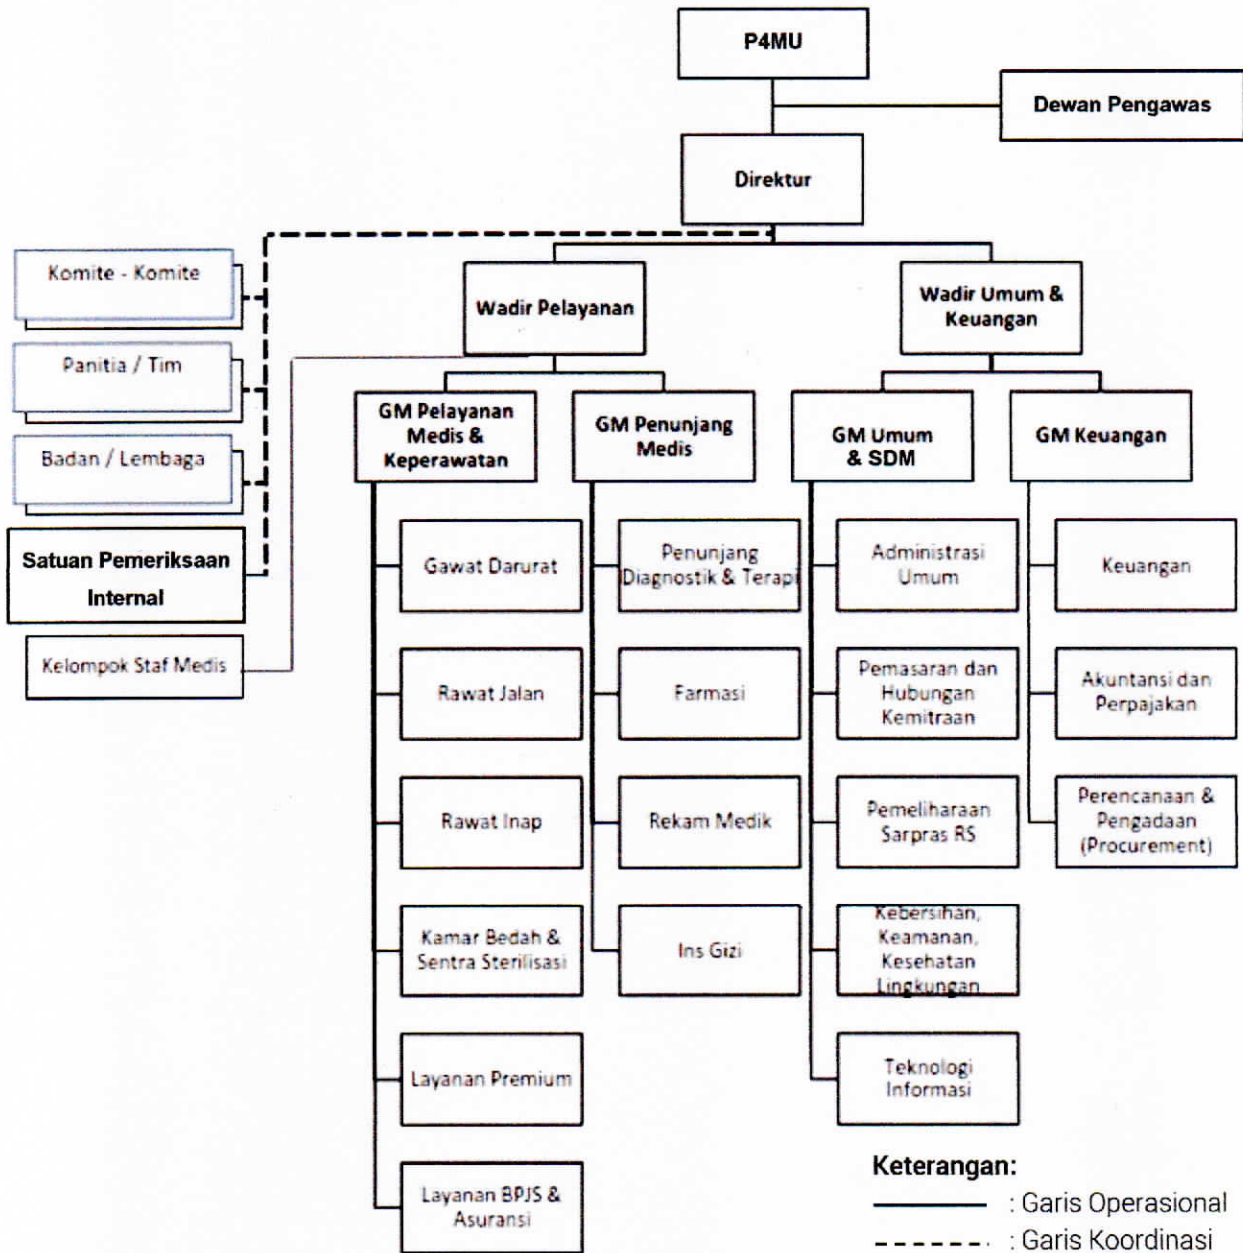 P4MU
Dewan Pengawas
Direktur
Komite - Komite
Panitia / Tim
Badan / Lembaga
Satuan Pemeriksaan
Internal
Kelompok Staf Medis
Wadir Pelayanan
Wadir Umum &
Keuangan
GM Pelayanan
Medis &
Keperawatan
GM Penunjang
Medis
GM Umum
& SDM
GM Keuangan
Gawat Darurat
Rawat Jalan
Rawat Inap
Kamar Bedah &
Sentra Sterilisasi
Layanan Premium
Layanan BPJS &
Asuransi
Penunjang
Diagnostik & Terapi
Farmasi
Rekam Medik
Ins Gizi
Administrasi
Umum
Pemasaran dan
Hubungan
Kemitraan
Pemeliharaan
Sarpras RS
Kebersihan,
Keamanan,
Kesehatan
Lingkungan
Teknologi
Informasi
Keuangan
Akuntansi dan
Perpajakan
Perencanaan &
Pengadaan
(Procurement)
Keterangan:
: Garis Operasional
: Garis Koordinasi